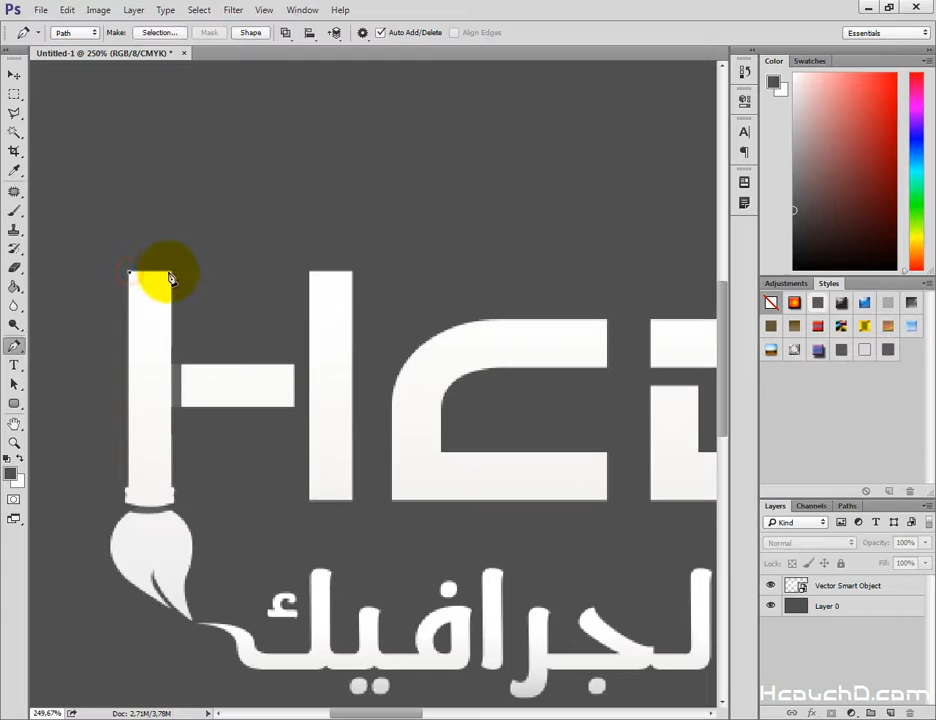 Ps File Edit Image Layer Type Select Filter View Window Help
Path Make: Selection... Mask Shape Auto Add/Delete Align Edges Essentials
Untitled-1 @ 250% (RGB/8/CMYK) *
Color Swatches
Adjustments Styles
Layers Channels Paths
Kind
Normal Opacity: 100%
Lock: Fill: 100%
Vector Smart Object
Layer 0
لجرافيك
HcouchD.com
249.67% Doc: 2.71M/3.78M